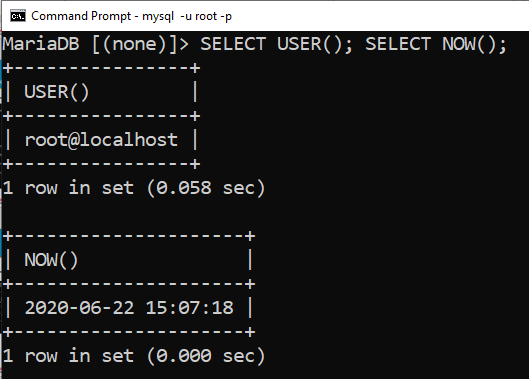 Command Prompt - mysql  -u root -p
MariaDB [(none)]> SELECT USER(); SELECT NOW();
+----------------+
| USER()         |
+----------------+
| root@localhost |
+----------------+
1 row in set (0.058 sec)

+---------------------+
| NOW()               |
+---------------------+
| 2020-06-22 15:07:18 |
+---------------------+
1 row in set (0.000 sec)